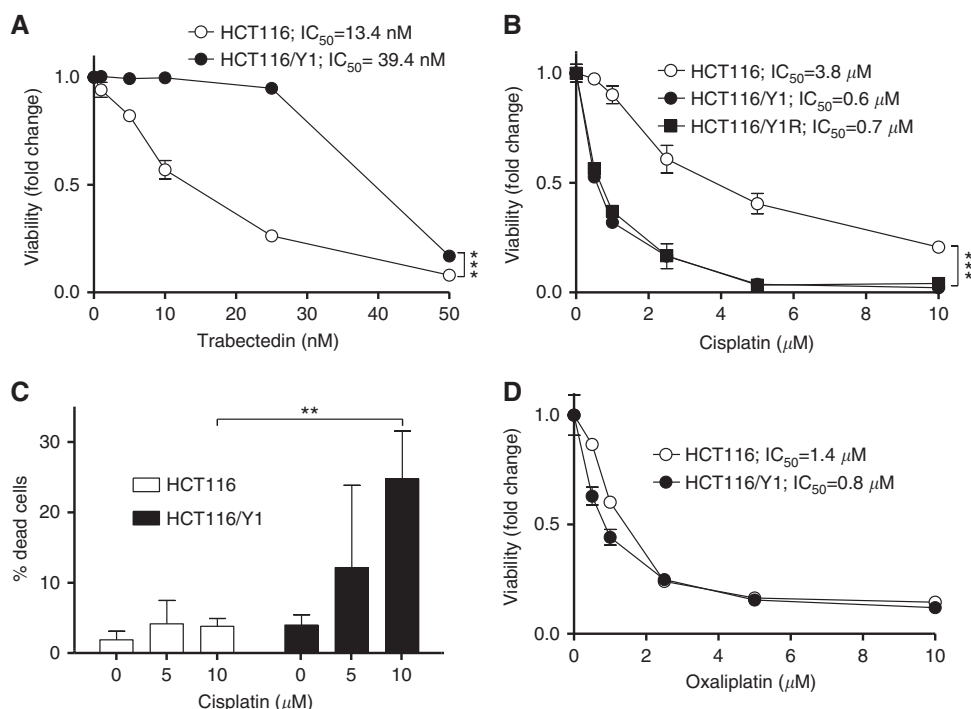 A
HCT116; IC50=13.4 nM
HCT116/Y1; IC50= 39.4 nM
Viability (fold change)
1.0
0.5
0.0
0 10 20 30 40 50
Trabectedin (nM)
***
B
HCT116; IC50=3.8 μM
HCT116/Y1; IC50=0.6 μM
HCT116/Y1R; IC50=0.7 μM
Viability (fold change)
1.0
0.5
0.0
0 2 4 6 8 10
Cisplatin (μM)
***
C
**
HCT116
HCT116/Y1
% dead cells
30
20
10
0
0 5 10 0 5 10
Cisplatin (μM)
D
HCT116; IC50=1.4 μM
HCT116/Y1; IC50=0.8 μM
Viability (fold change)
1.0
0.5
0.0
0 2 4 6 8 10
Oxaliplatin (μM)